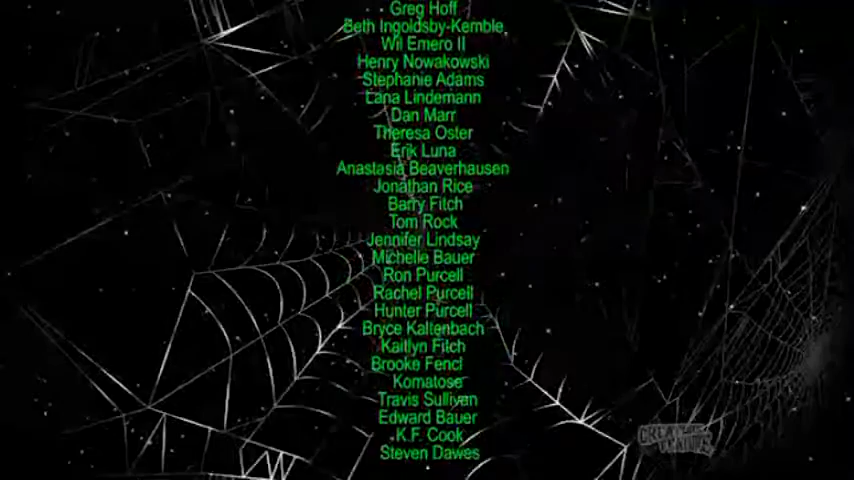 Greg Hoff
Beth Ingoldsby-Kemble
Wil Emero II
Henry Nowakowski
Stephanie Adams
Lana Lindemann
Dan Marr
Theresa Oster
Erik Luna
Anastasia Beaverhausen
Jonathan Rice
Barry Fitch
Tom Rock
Jennifer Lindsay
Michelle Bauer
Ron Purcell
Rachel Purcell
Hunter Purcell
Bryce Kaltenbach
Kaitlyn Fitch
Brooke Fencl
Komatose
Travis Sullivan
Edward Bauer
K.F. Cook
Steven Dawes